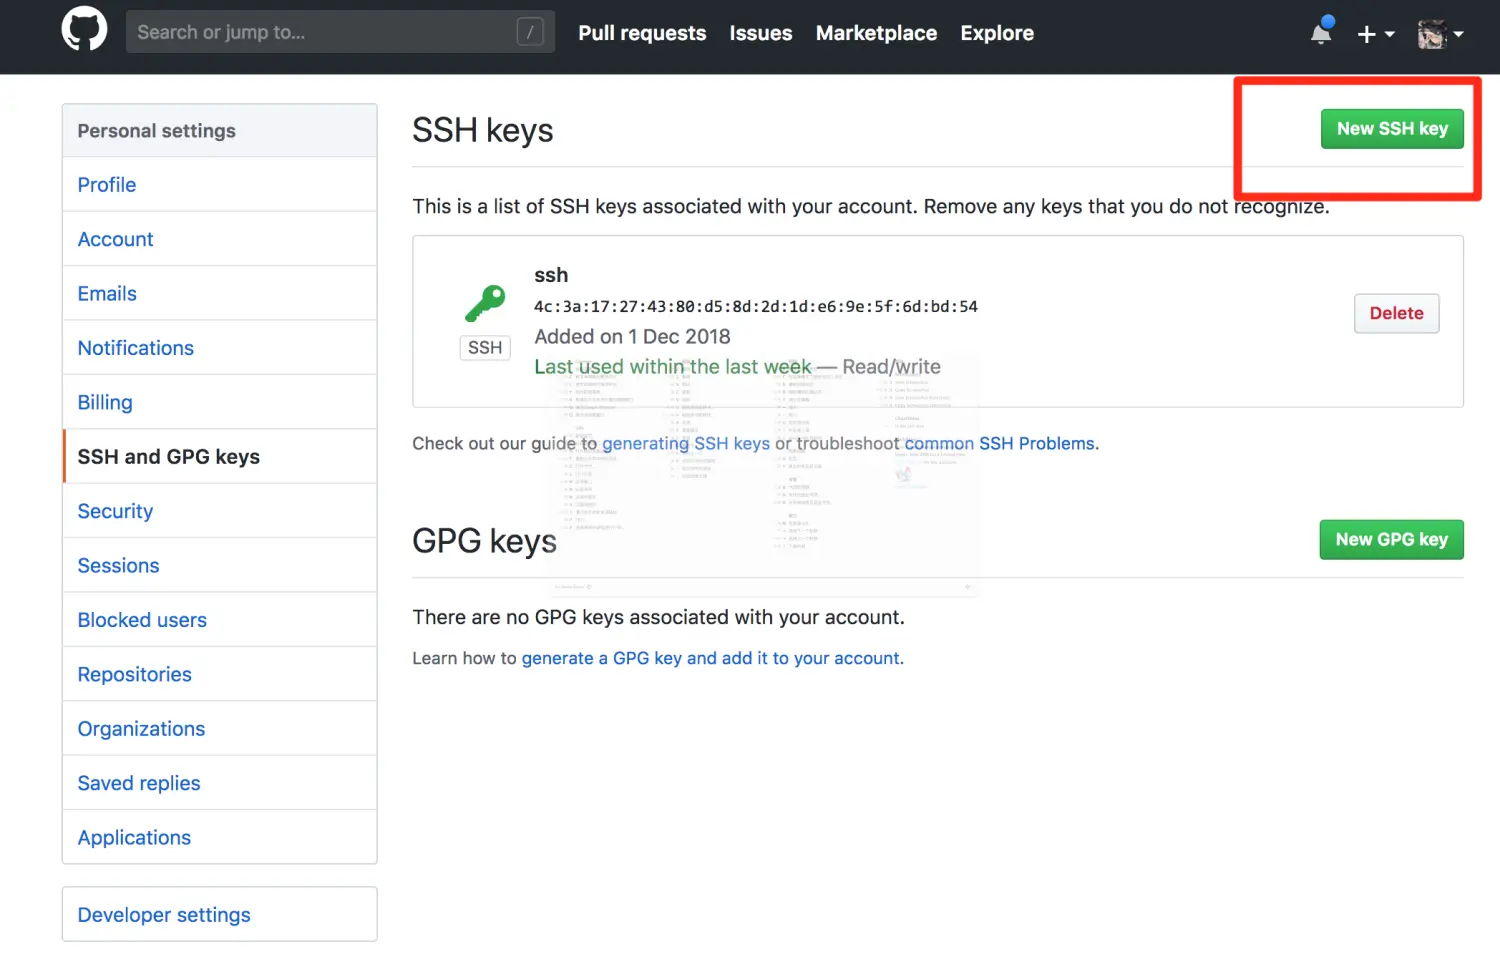 Search or jump to...
/
Pull requests
Issues
Marketplace
Explore
Personal settings
Profile
Account
Emails
Notifications
Billing
SSH and GPG keys
Security
Sessions
Blocked users
Repositories
Organizations
Saved replies
Applications
Developer settings
SSH keys
New SSH key
This is a list of SSH keys associated with your account. Remove any keys that you do not recognize.
ssh
4c:3a:17:27:43:80:d5:8d:2d:1d:e6:9e:5f:6d:bd:54
Added on 1 Dec 2018
Last used within the last week — Read/write
SSH
Delete
Check out our guide to generating SSH keys or troubleshoot common SSH Problems.
GPG keys
New GPG key
There are no GPG keys associated with your account.
Learn how to generate a GPG key and add it to your account.